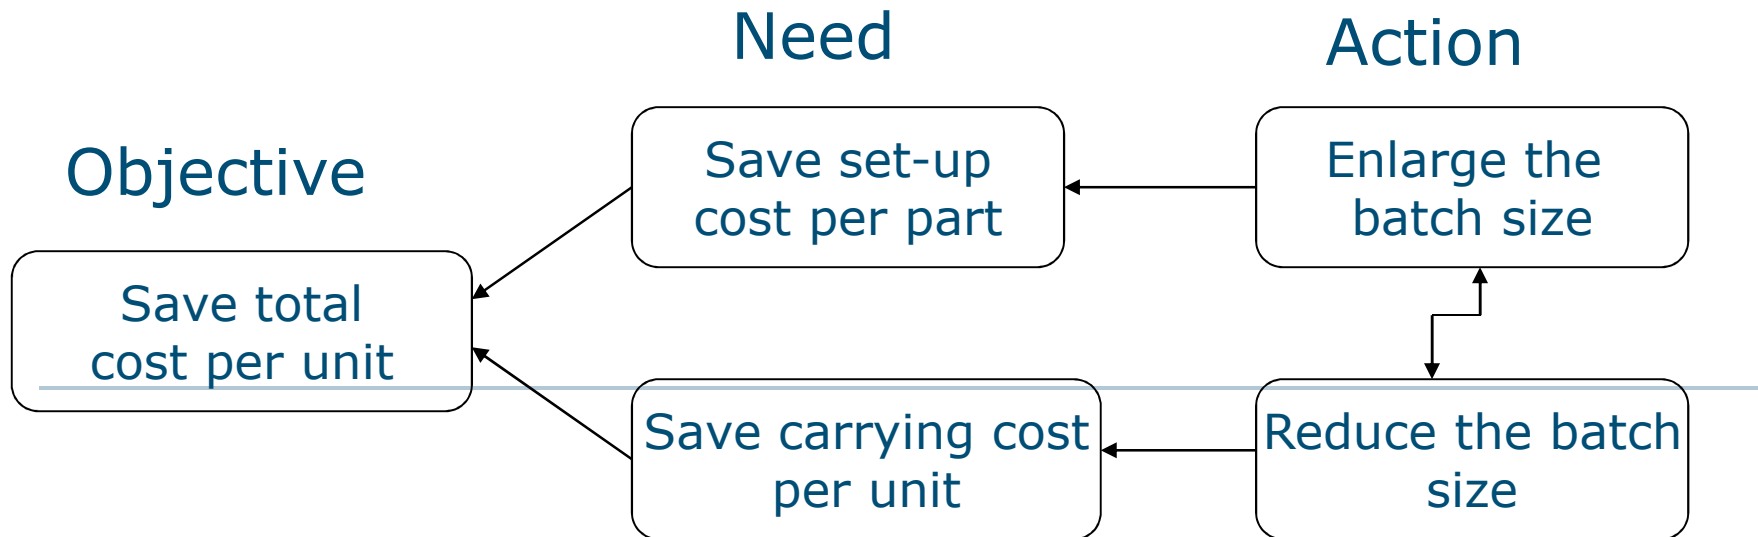 Need
Action
Objective
Save set-up
cost per part
Enlarge the
batch size
Save total
cost per unit
Save carrying cost
per unit
Reduce the batch
size